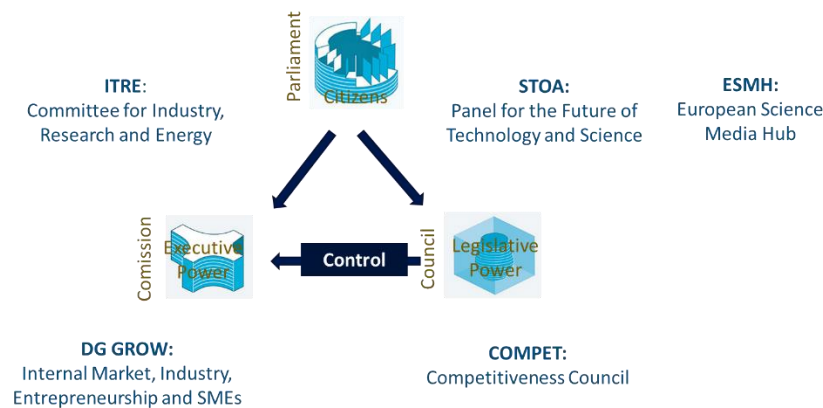 Parliament
Citizens
ITRE:
Committee for Industry,
Research and Energy
STOA:
Panel for the Future of
Technology and Science
ESMH:
European Science
Media Hub
Comission
Executive
Power
Control
Council
Legislative
Power
DG GROW:
Internal Market, Industry,
Entrepreneurship and SMEs
COMPET:
Competitiveness Council